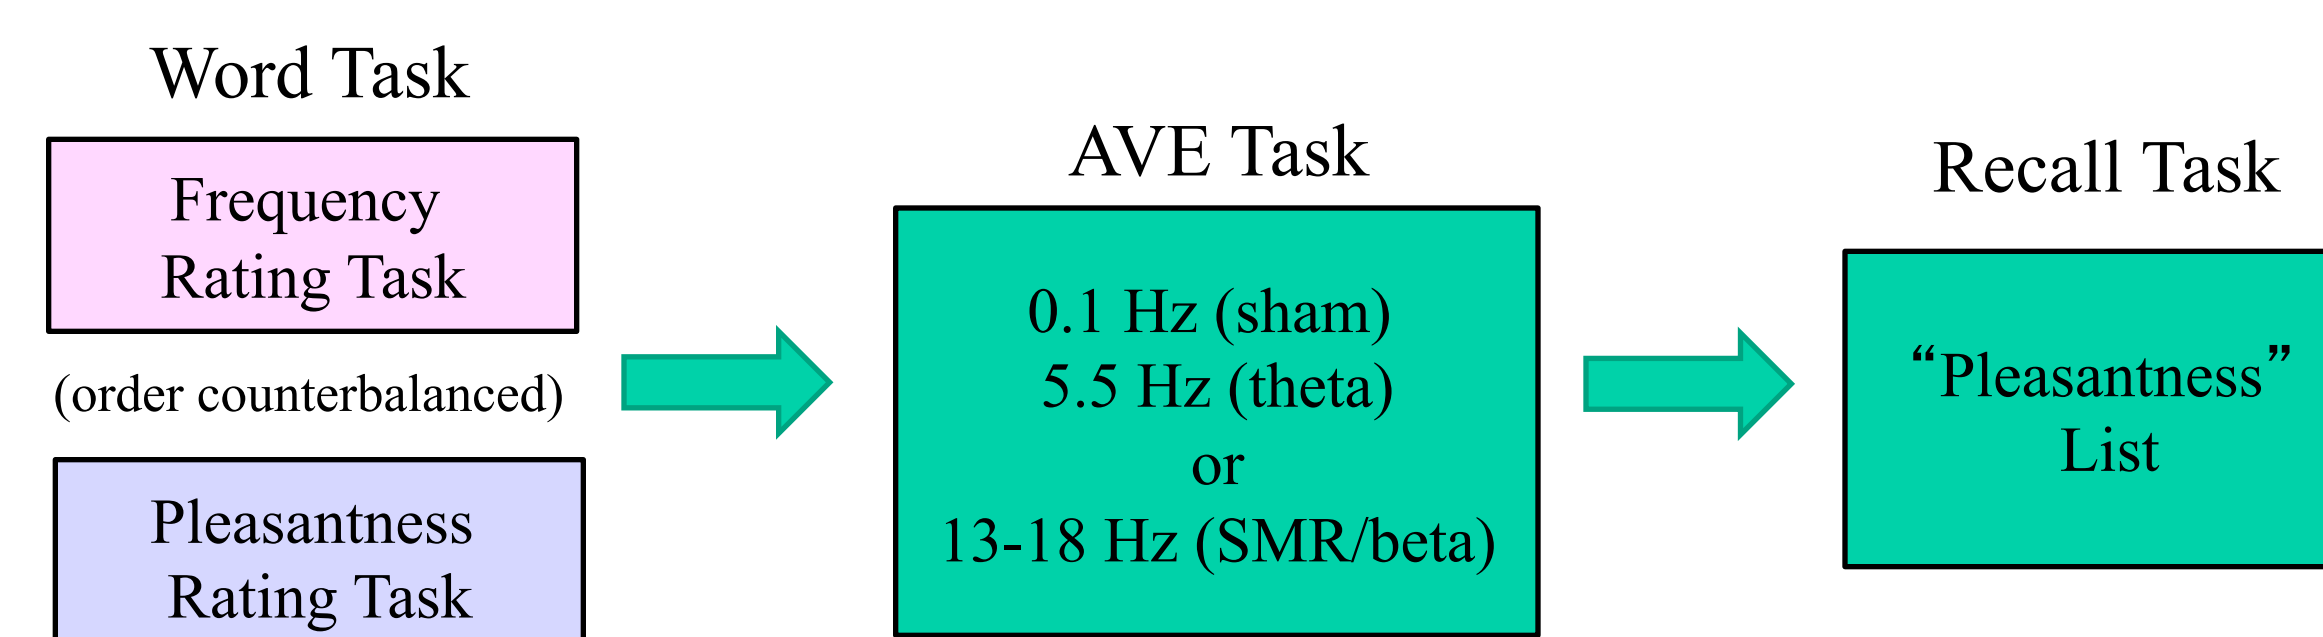 Word Task
Frequency
Rating Task
(order counterbalanced)
Pleasantness
Rating Task
AVE Task
0.1 Hz (sham)
5.5 Hz (theta)
or
13-18 Hz (SMR/beta)
Recall Task
“Pleasantness”
List